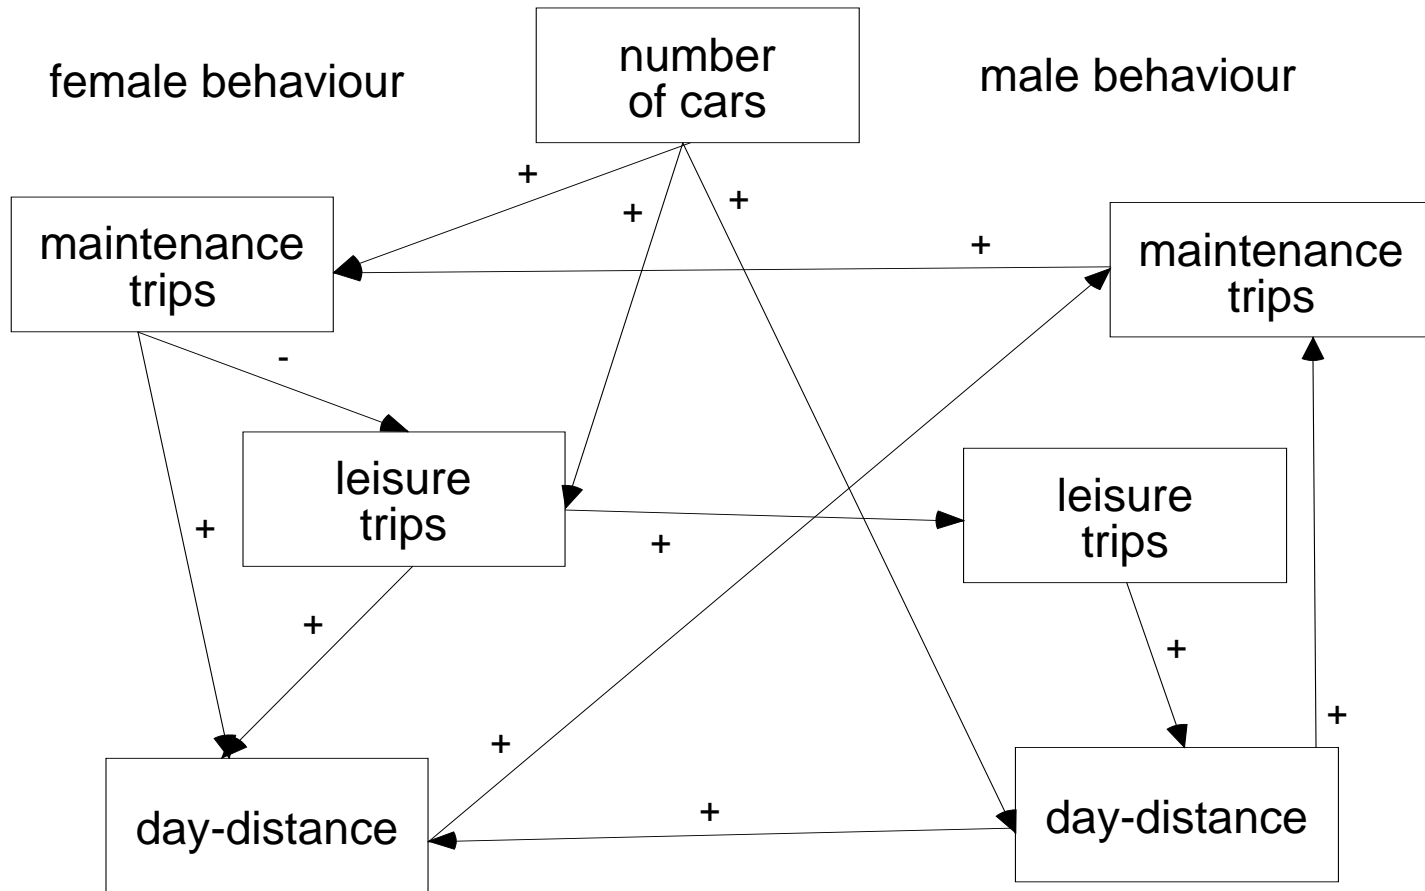 female behaviour
number
of cars
male behaviour
+
+
+
maintenance
trips
+
maintenance
trips
-
leisure
trips
leisure
trips
+
+
+
+
+
+
+
day-distance
day-distance